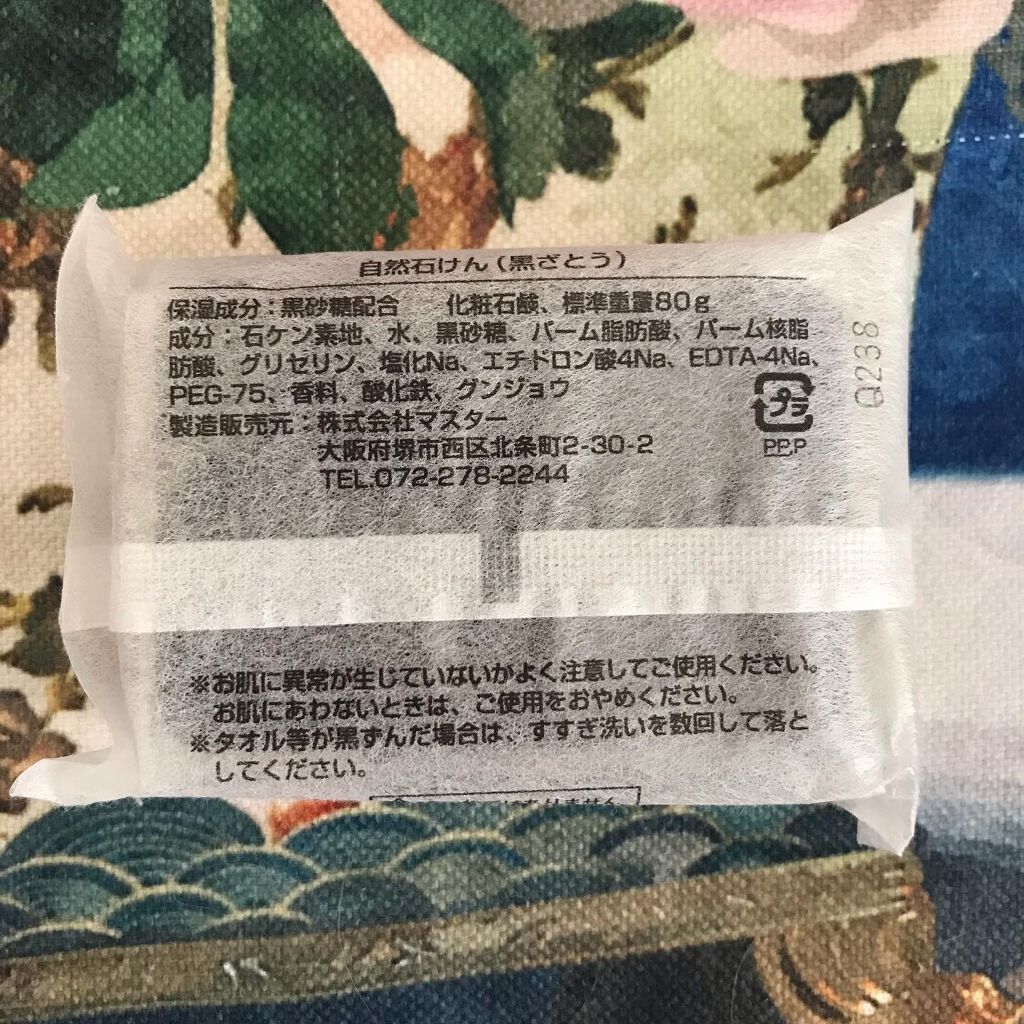 自然石けん（黒ざとう）
保湿成分：黒砂糖配合　化粧石鹸、標準重量80g
成分：石ケン素地、水、黒砂糖、パーム脂肪酸、パーム核脂
肪酸、グリセリン、塩化Na、エチドロン酸4Na、EDTA-4Na、
PEG-75、香料、酸化鉄、グンジョウ
製造販売元：株式会社マスター
大阪府堺市西区北条町2-30-2
TEL.072-278-2244
プラ
PE.P
Q238
※お肌に異常が生じていないかよく注意してご使用ください。
お肌にあわないときは、ご使用をおやめください。
※タオル等が黒ずんだ場合は、すすぎ洗いを数回して落と
してください。